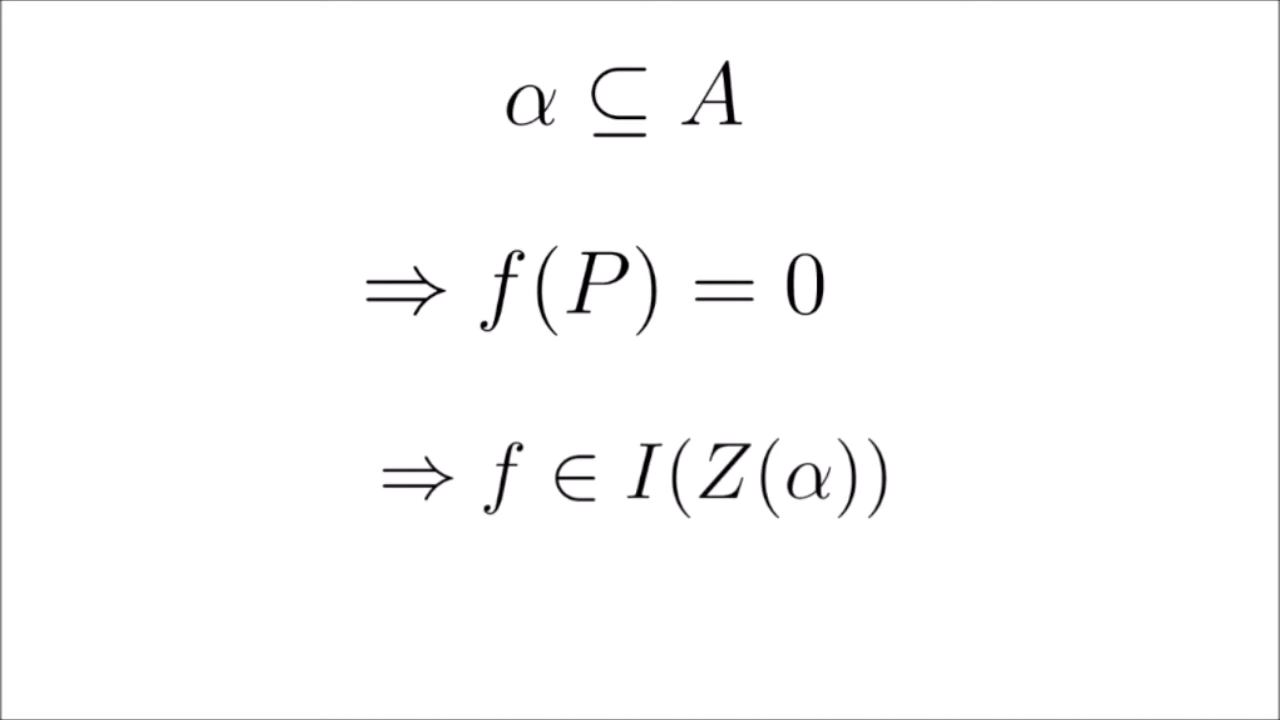 α ⊆ A
⇒ f(P) = 0
⇒ f ∈ I(Z(α))